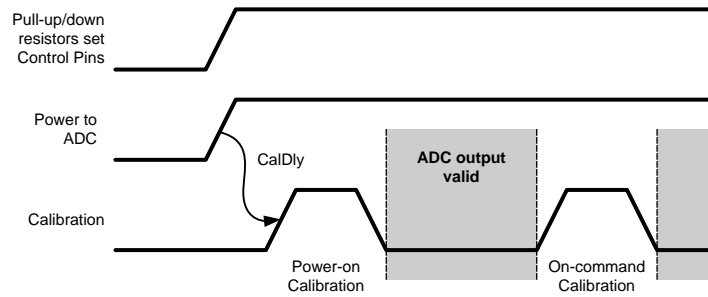 Pull-up/down
resistors set
Control Pins
Power to
ADC
CalDly
ADC output
valid
Calibration
Power-on
Calibration
On-command
Calibration